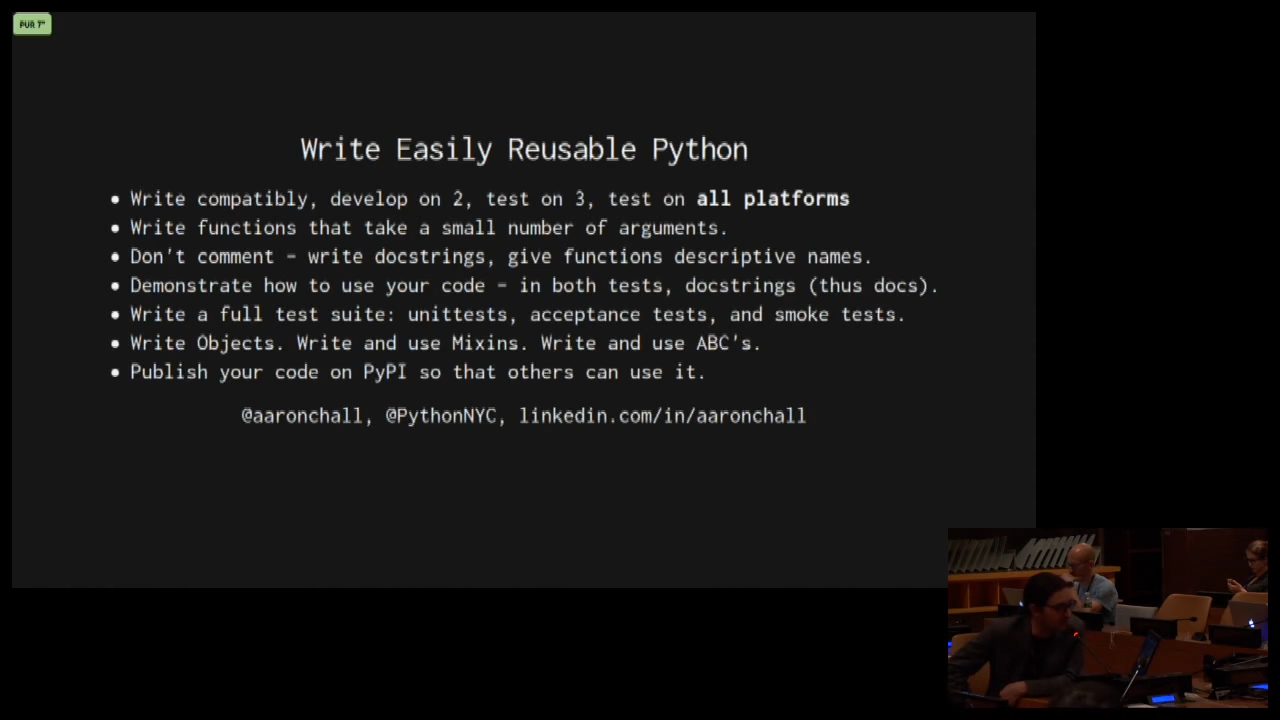 PUR 7"
Write Easily Reusable Python
• Write compatibly, develop on 2, test on 3, test on all platforms
• Write functions that take a small number of arguments.
• Don't comment - write docstrings, give functions descriptive names.
• Demonstrate how to use your code - in both tests, docstrings (thus docs).
• Write a full test suite: unittests, acceptance tests, and smoke tests.
• Write Objects. Write and use Mixins. Write and use ABC's.
• Publish your code on PyPI so that others can use it.
@aaronchall, @PythonNYC, linkedin.com/in/aaronchall